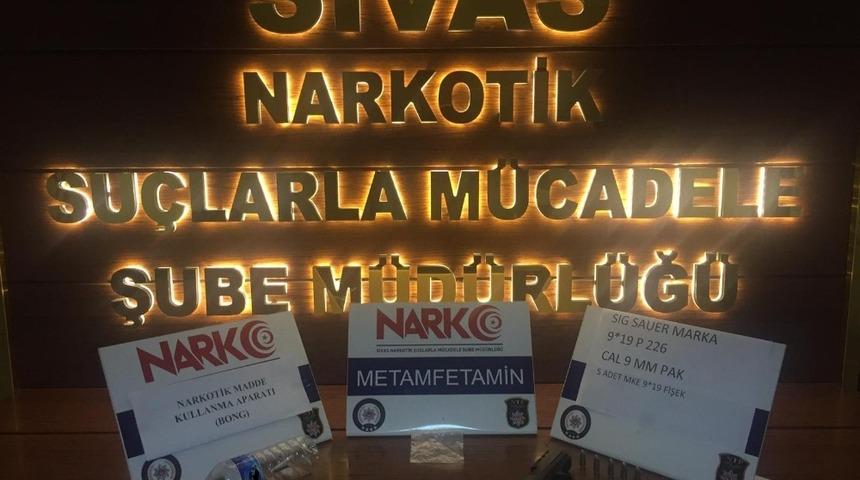 SİVAS
NARKOTİK
SUÇLARLA MÜCADELE
ŞUBE MÜDÜRLÜĞÜ
NARKO
NARKOTİK MADDE
KULLANMA APARATI
(BONG)
NARKO
SİVAS NARKOTİK SUÇLARLA MÜCADELE ŞUBE MÜDÜRLÜĞÜ
METAMFETAMİN
SIG SAUER MARKA
9*19 P 226
CAL 9 MM PAK
5 ADET MKE 9*19 FİŞEK